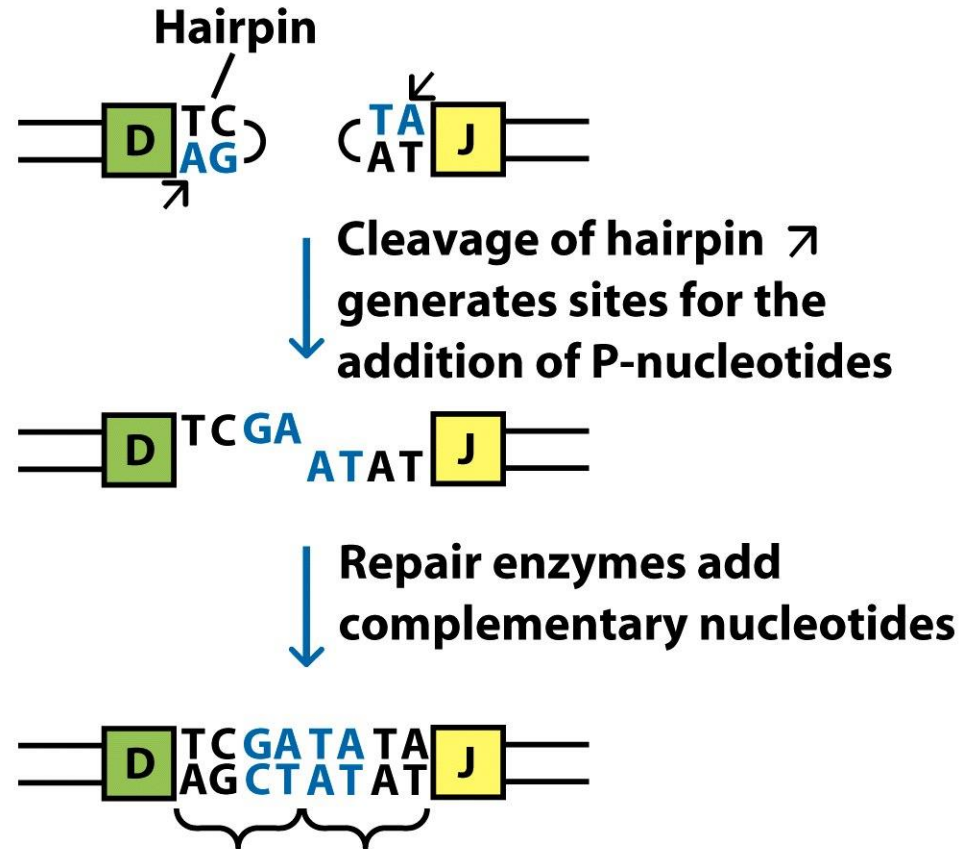 Hairpin
D TC TA J
AG AT
Cleavage of hairpin
generates sites for the
addition of P-nucleotides
D TCGA J
ATAT
Repair enzymes add
complementary nucleotides
D TCGATATA J
AGCTATAT